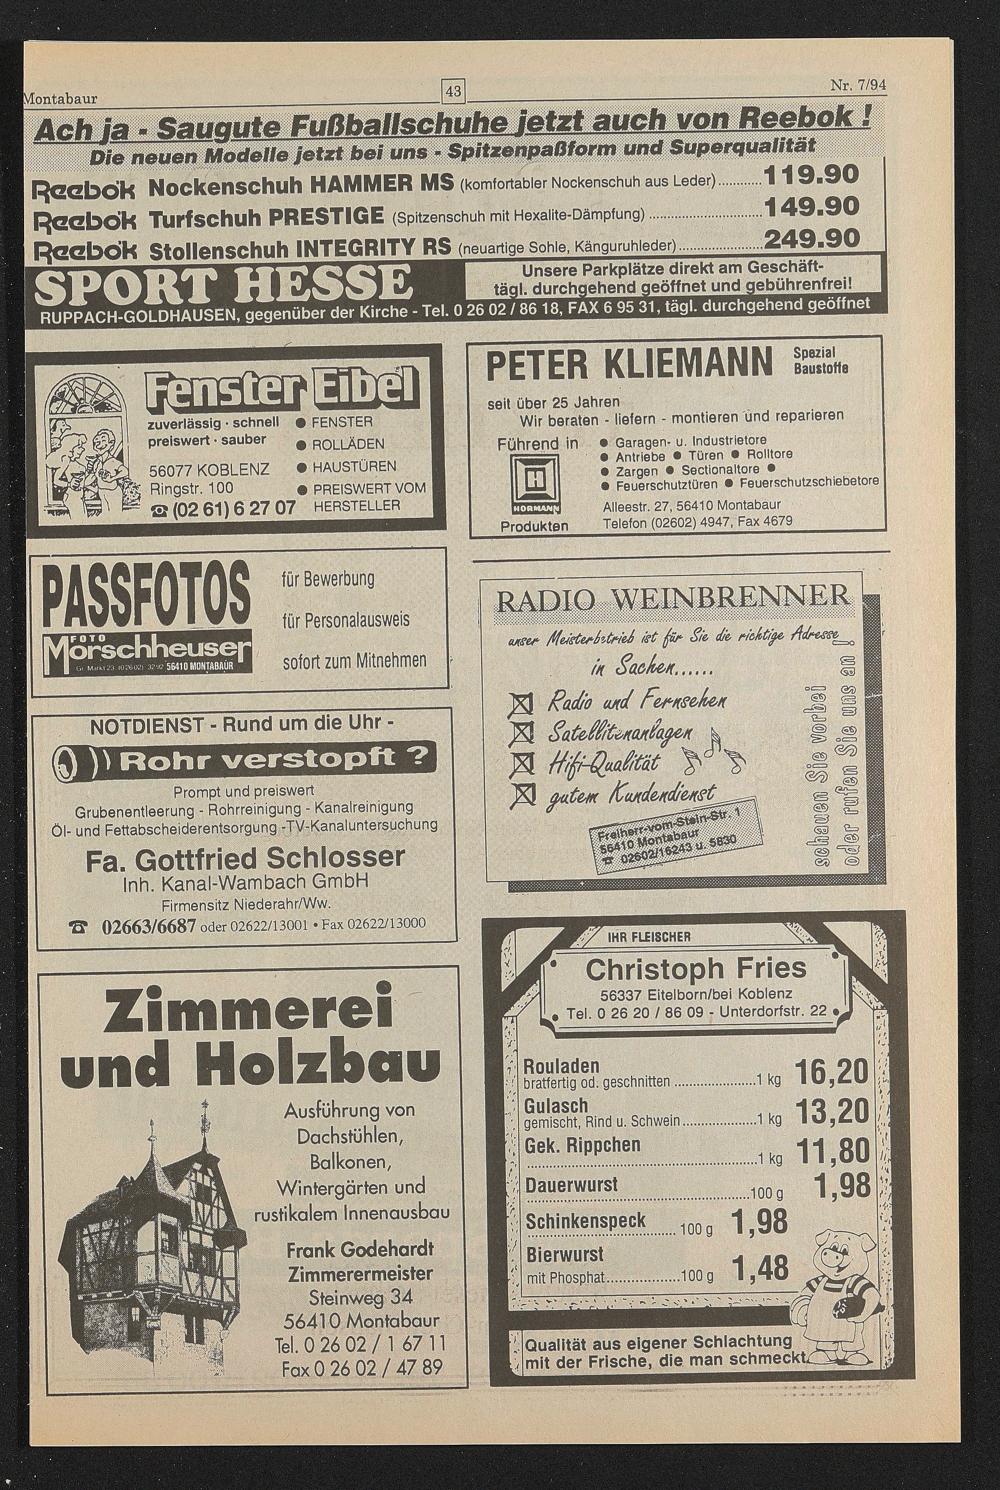 Montabaur
43
Nr. 7/94
Ach ja - Saugute Fußballschuhe jetzt auch von Reebok !
Die neuen Modelle jetzt bei uns - Spitzenpaßform und Superqualität
Reebok Nockenschuh HAMMER MS (komfortabler Nockenschuh aus Leder)............119.90
Reebok Turfschuh PRESTIGE (Spitzenschuh mit Hexalite-Dämpfung) ..............................149.90
Reebok Stollenschuh INTEGRITY RS (neuartige Sohle, Känguruhleder)......................249.90
SPORT HESSE
Unsere Parkplätze direkt am Geschäft-
tägl. durchgehend geöffnet und gebührenfrei!
RUPPACH-GOLDHAUSEN, gegenüber der Kirche - Tel. 0 26 02 / 86 18, FAX 6 95 31, tägl. durchgehend geöffnet
Fenster Eibel
zuverlässig · schnell
preiswert · sauber
56077 KOBLENZ
Ringstr. 100
☎ (02 61) 6 27 07
● FENSTER
● ROLLÄDEN
● HAUSTÜREN
● PREISWERT VOM
HERSTELLER
PETER KLIEMANN
Spezial
Baustoffe
seit über 25 Jahren
Wir beraten - liefern - montieren und reparieren
Führend in
H
HÖRMANN
Produkten
● Garagen- u. Industrietore
● Antriebe ● Türen ● Rolltore
● Zargen ● Sectionaltore ●
● Feuerschutztüren ● Feuerschutzschiebetore
Alleestr. 27, 56410 Montabaur
Telefon (02602) 4947, Fax 4679
PASSFOTOS
FOTO
Mörschheuser
Gr. Markt 23 (02602) 3292 56410 MONTABAUR
für Bewerbung
für Personalausweis
sofort zum Mitnehmen
RADIO WEINBRENNER
unser Meisterbetrieb ist für Sie die richtige Adresse
in Sachen......
Radio und Fernsehen
Satellitenanlagen
Hifi-Qualität
gutem Kundendienst
Freiherr-vom-Stein-Str. 1
56410 Montabaur
☎ 02602/16243 u. 5830
schauen Sie vorbei
oder rufen Sie uns an !
NOTDIENST - Rund um die Uhr -
Rohr verstopft ?
Prompt und preiswert
Grubenentleerung - Rohrreinigung - Kanalreinigung
Öl- und Fettabscheiderentsorgung -TV-Kanaluntersuchung
Fa. Gottfried Schlosser
Inh. Kanal-Wambach GmbH
Firmensitz Niederahr/Ww.
☎ 02663/6687 oder 02622/13001 • Fax 02622/13000
Zimmerei
und Holzbau
Ausführung von
Dachstühlen,
Balkonen,
Wintergärten und
rustikalem Innenausbau
Frank Godehardt
Zimmerermeister
Steinweg 34
56410 Montabaur
Tel. 0 26 02 / 1 67 11
Fax 0 26 02 / 47 89
IHR FLEISCHER
Christoph Fries
56337 Eitelborn/bei Koblenz
Tel. 0 26 20 / 86 09 - Unterdorfstr. 22
Rouladen
bratfertig od. geschnitten ......................1 kg 16,20
Gulasch
gemischt, Rind u. Schwein....................1 kg 13,20
Gek. Rippchen
..............................................................1 kg 11,80
Dauerwurst
............................................................100 g 1,98
Schinkenspeck
....... 100 g 1,98
Bierwurst
mit Phosphat....................100 g 1,48
Qualität aus eigener Schlachtung
mit der Frische, die man schmeckt.